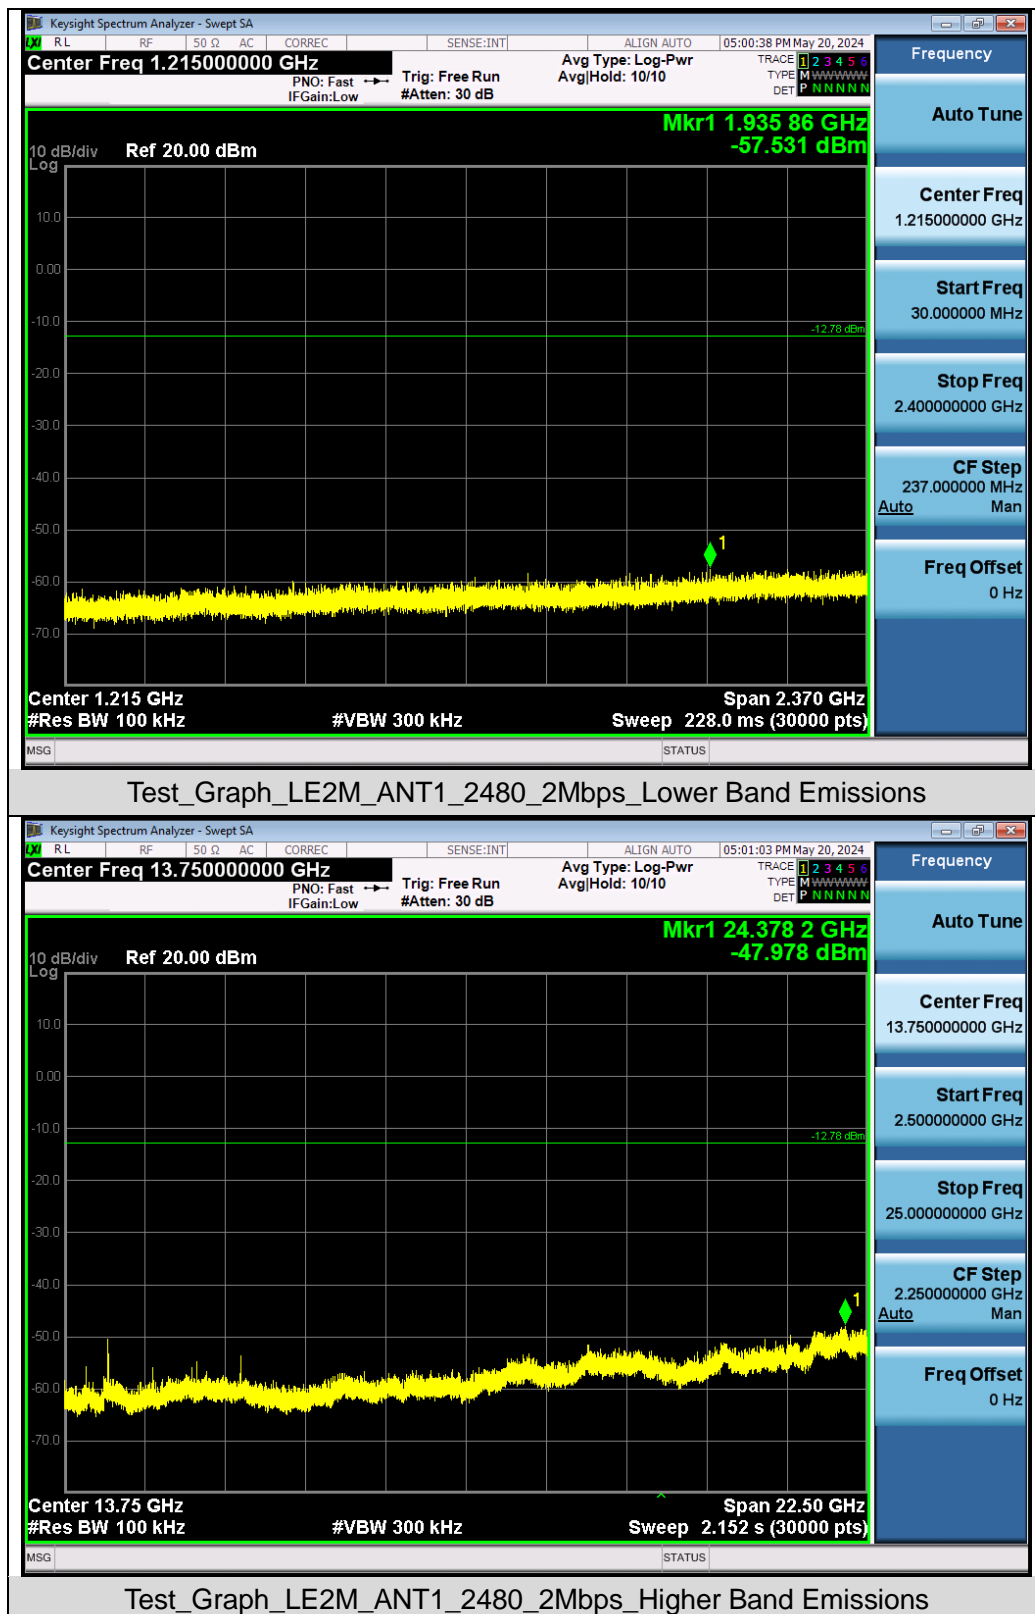 Keysight Spectrum Analyzer - Swept SA
LXI RL RF 50 Ω AC CORREC SENSE:INT ALIGN AUTO 05:00:38 PM May 20, 2024
Center Freq 1.215000000 GHz
PNO: Fast
IFGain:Low
Trig: Free Run
#Atten: 30 dB
Avg Type: Log-Pwr
Avg|Hold: 10/10
TRACE 1 2 3 4 5 6
TYPE M WWWWW
DET P N N N N N
Frequency
Mkr1 1.935 86 GHz
-57.531 dBm
10 dB/div Ref 20.00 dBm
Log
10.0
0.00
-10.0
-12.78 dBm
-20.0
-30.0
-40.0
-50.0
1
-60.0
-70.0
Center 1.215 GHz Span 2.370 GHz
#Res BW 100 kHz #VBW 300 kHz Sweep 228.0 ms (30000 pts)
MSG STATUS
Auto Tune
Center Freq
1.215000000 GHz
Start Freq
30.000000 MHz
Stop Freq
2.400000000 GHz
CF Step
237.000000 MHz
Auto Man
Freq Offset
0 Hz
Test_Graph_LE2M_ANT1_2480_2Mbps_Lower Band Emissions
Keysight Spectrum Analyzer - Swept SA
LXI RL RF 50 Ω AC CORREC SENSE:INT ALIGN AUTO 05:01:03 PM May 20, 2024
Center Freq 13.750000000 GHz
PNO: Fast
IFGain:Low
Trig: Free Run
#Atten: 30 dB
Avg Type: Log-Pwr
Avg|Hold: 10/10
TRACE 1 2 3 4 5 6
TYPE M WWWWW
DET P N N N N N
Frequency
Mkr1 24.378 2 GHz
-47.978 dBm
10 dB/div Ref 20.00 dBm
Log
10.0
0.00
-10.0
-12.78 dBm
-20.0
-30.0
-40.0
1
-50.0
-60.0
-70.0
Center 13.75 GHz Span 22.50 GHz
#Res BW 100 kHz #VBW 300 kHz Sweep 2.152 s (30000 pts)
MSG STATUS
Auto Tune
Center Freq
13.750000000 GHz
Start Freq
2.500000000 GHz
Stop Freq
25.000000000 GHz
CF Step
2.250000000 GHz
Auto Man
Freq Offset
0 Hz
Test_Graph_LE2M_ANT1_2480_2Mbps_Higher Band Emissions